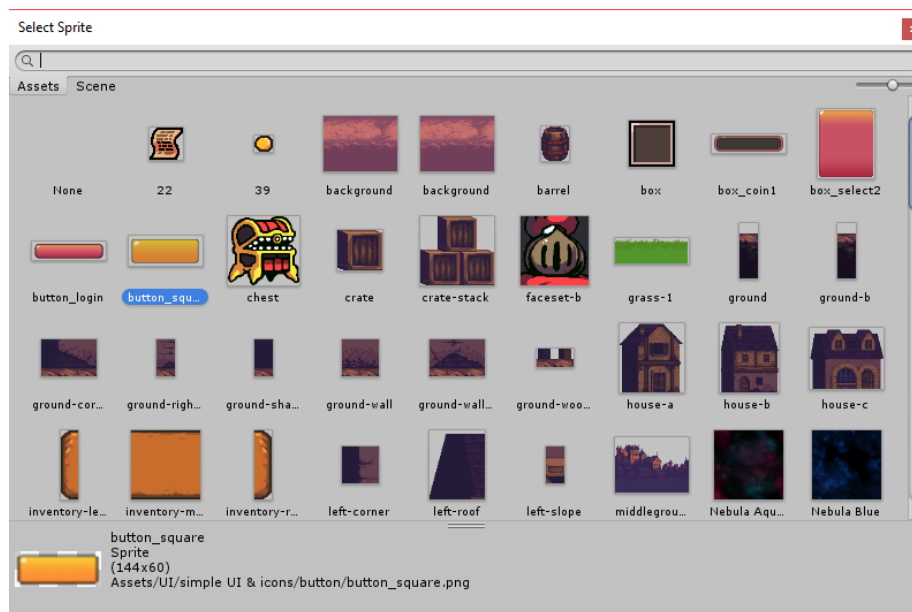 Select Sprite
Assets Scene
None 22 39 background background barrel box box_coin1 box_select2
button_login button_squ... chest crate crate-stack faceset-b grass-1 ground ground-b
ground-cor... ground-righ... ground-sha... ground-wall ground-wall... ground-woo... house-a house-b house-c
inventory-le... inventory-m... inventory-r... left-corner left-roof left-slope middlegrou... Nebula Aqu... Nebula Blue
button_square
Sprite
(144x60)
Assets/UI/simple UI & icons/button/button_square.png